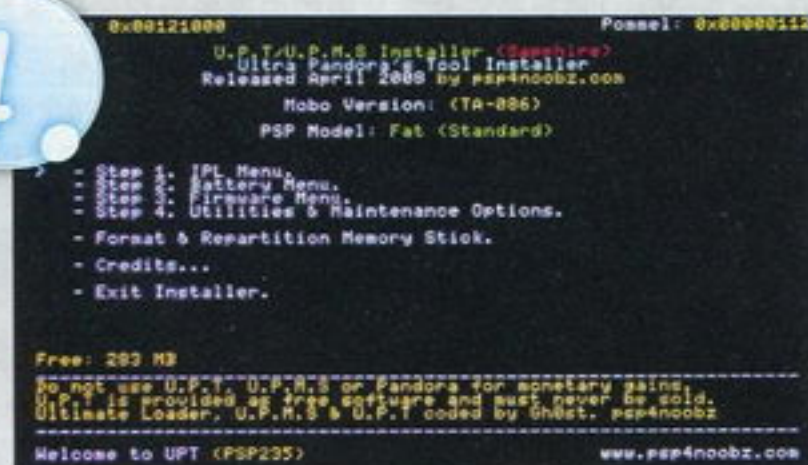 : 0x00121000 Pommel: 0x00000112
U.P.T/U.P.M.S Installer (Sapphire)
Ultra Pandora's Tool Installer
Released April 2008 by psp4noobz.com
Mobo Version: (TA-086)
PSP Model: Fat (Standard)
> - Step 1. IPL Menu.
- Step 2. Battery Menu.
- Step 3. Firmware Menu.
- Step 4. Utilities & Maintenance Options.
- Format & Repartition Memory Stick.
- Credits...
- Exit Installer.
Free: 283 MB
Do not use U.P.T, U.P.M.S or Pandora for monetary gains.
U.P.T is provided as free software and must never be sold.
Ultimate Loader, U.P.M.S & U.P.T coded by Gh0st. psp4noobz
Welcome to UPT (PSP235) www.psp4noobz.com